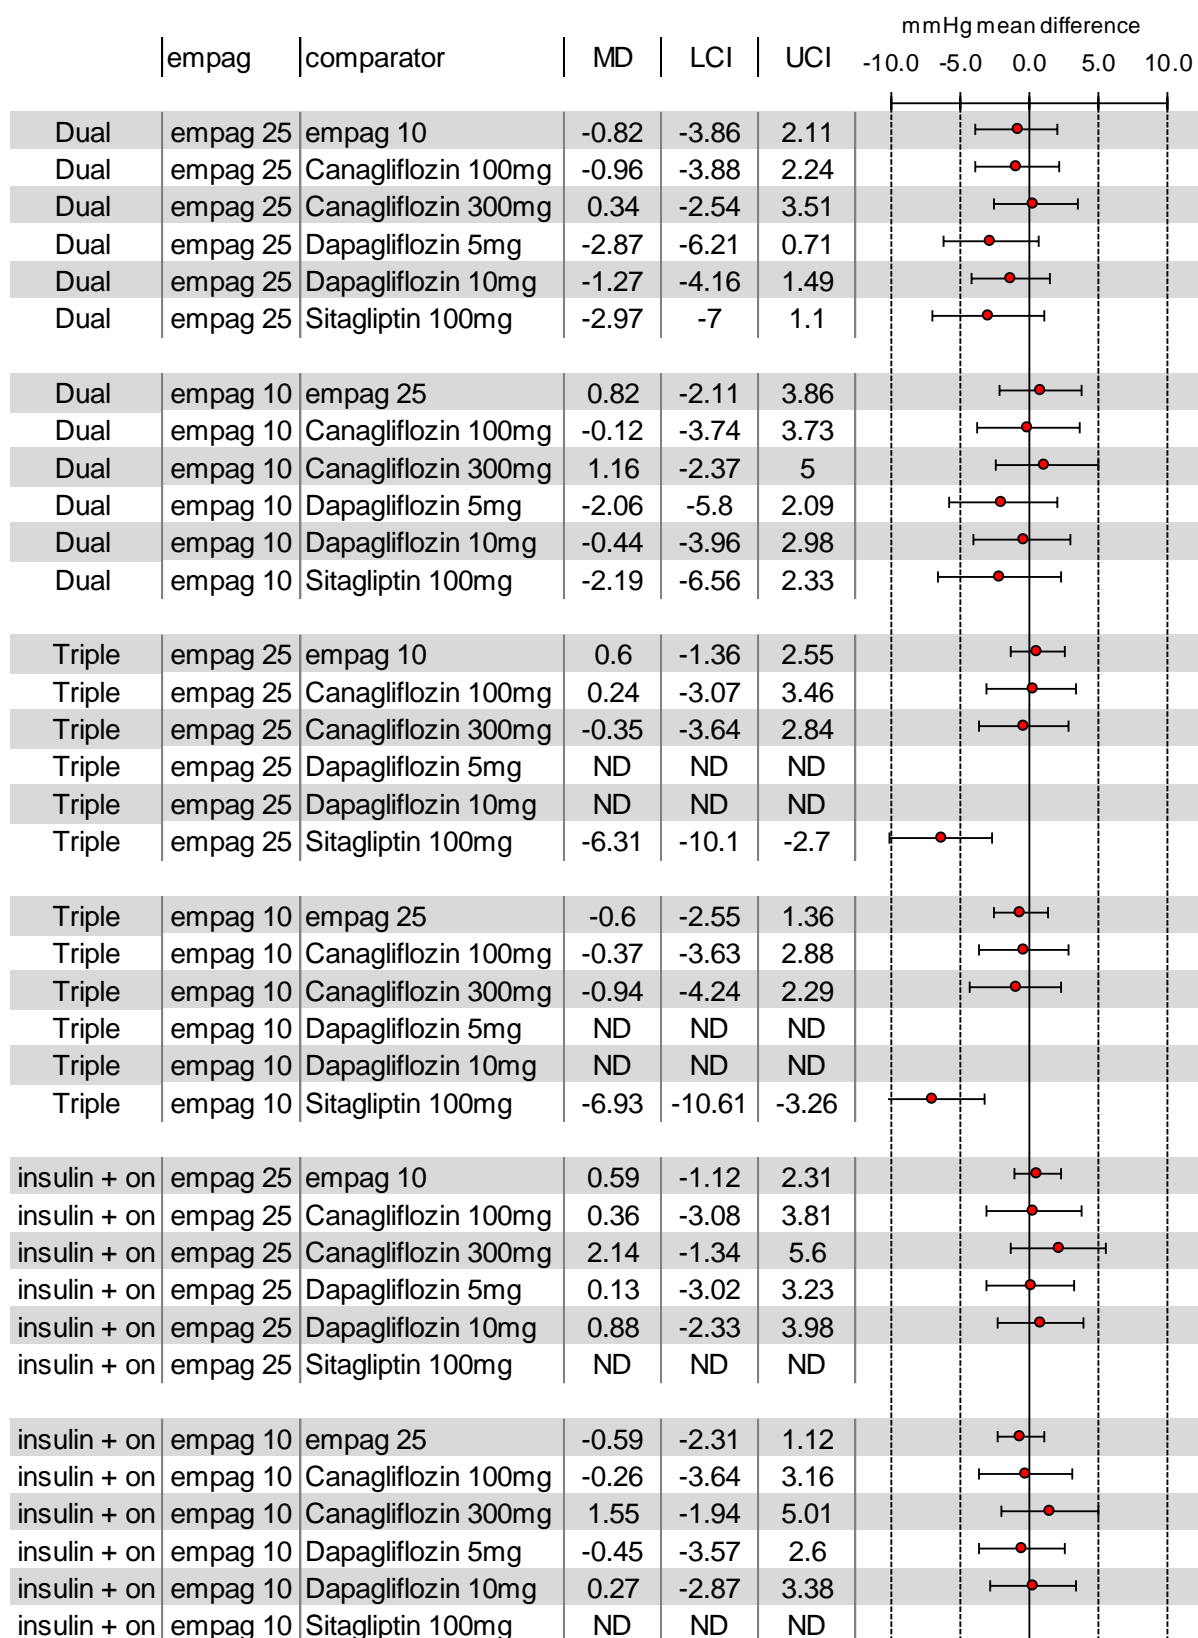 mmHg mean difference
empag comparator MD LCI UCI -10.0 -5.0 0.0 5.0 10.0
Dual empag 25 empag 10 -0.82 -3.86 2.11
Dual empag 25 Canagliflozin 100mg -0.96 -3.88 2.24
Dual empag 25 Canagliflozin 300mg 0.34 -2.54 3.51
Dual empag 25 Dapagliflozin 5mg -2.87 -6.21 0.71
Dual empag 25 Dapagliflozin 10mg -1.27 -4.16 1.49
Dual empag 25 Sitagliptin 100mg -2.97 -7 1.1
Dual empag 10 empag 25 0.82 -2.11 3.86
Dual empag 10 Canagliflozin 100mg -0.12 -3.74 3.73
Dual empag 10 Canagliflozin 300mg 1.16 -2.37 5
Dual empag 10 Dapagliflozin 5mg -2.06 -5.8 2.09
Dual empag 10 Dapagliflozin 10mg -0.44 -3.96 2.98
Dual empag 10 Sitagliptin 100mg -2.19 -6.56 2.33
Triple empag 25 empag 10 0.6 -1.36 2.55
Triple empag 25 Canagliflozin 100mg 0.24 -3.07 3.46
Triple empag 25 Canagliflozin 300mg -0.35 -3.64 2.84
Triple empag 25 Dapagliflozin 5mg ND ND ND
Triple empag 25 Dapagliflozin 10mg ND ND ND
Triple empag 25 Sitagliptin 100mg -6.31 -10.1 -2.7
Triple empag 10 empag 25 -0.6 -2.55 1.36
Triple empag 10 Canagliflozin 100mg -0.37 -3.63 2.88
Triple empag 10 Canagliflozin 300mg -0.94 -4.24 2.29
Triple empag 10 Dapagliflozin 5mg ND ND ND
Triple empag 10 Dapagliflozin 10mg ND ND ND
Triple empag 10 Sitagliptin 100mg -6.93 -10.61 -3.26
insulin + on empag 25 empag 10 0.59 -1.12 2.31
insulin + on empag 25 Canagliflozin 100mg 0.36 -3.08 3.81
insulin + on empag 25 Canagliflozin 300mg 2.14 -1.34 5.6
insulin + on empag 25 Dapagliflozin 5mg 0.13 -3.02 3.23
insulin + on empag 25 Dapagliflozin 10mg 0.88 -2.33 3.98
insulin + on empag 25 Sitagliptin 100mg ND ND ND
insulin + on empag 10 empag 25 -0.59 -2.31 1.12
insulin + on empag 10 Canagliflozin 100mg -0.26 -3.64 3.16
insulin + on empag 10 Canagliflozin 300mg 1.55 -1.94 5.01
insulin + on empag 10 Dapagliflozin 5mg -0.45 -3.57 2.6
insulin + on empag 10 Dapagliflozin 10mg 0.27 -2.87 3.38
insulin + on empag 10 Sitagliptin 100mg ND ND ND